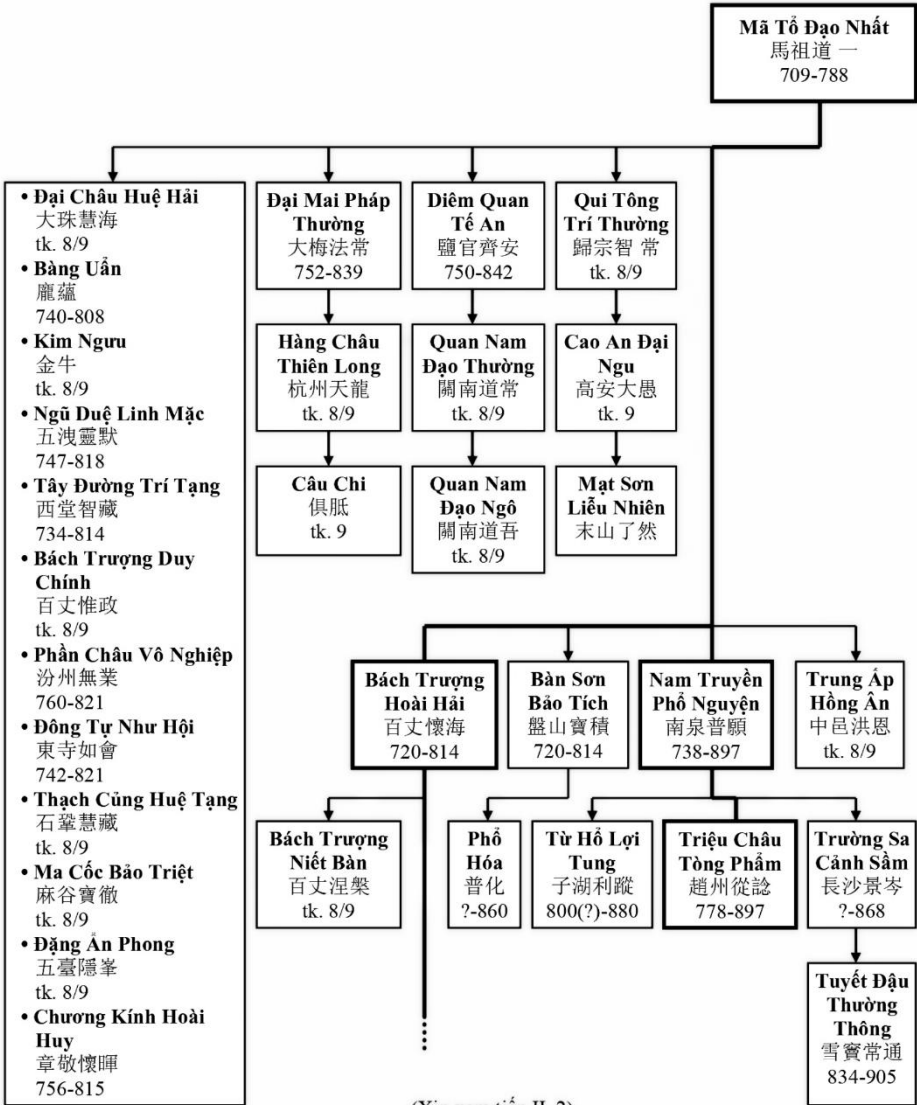 Mã Tổ Đạo Nhất
馬祖道 一
709-788
• Đại Châu Huệ Hải
大珠慧海
tk. 8/9
• Bàng Uẩn
龐蘊
740-808
• Kim Ngưu
金牛
tk. 8/9
• Ngũ Duệ Linh Mặc
五洩靈默
747-818
• Tây Đường Trí Tạng
西堂智藏
734-814
• Bách Trượng Duy
Chính
百丈惟政
tk. 8/9
• Phần Châu Vô Nghiệp
汾州無業
760-821
• Đông Tự Như Hội
東寺如會
742-821
• Thạch Củng Huệ Tạng
石鞏慧藏
tk. 8/9
• Ma Cốc Bảo Triệt
麻谷寶徹
tk. 8/9
• Đặng Ẩn Phong
五臺隱峯
tk. 8/9
• Chương Kính Hoài
Huy
章敬懷暉
756-815
Đại Mai Pháp
Thường
大梅法常
752-839
Diêm Quan
Tế An
鹽官齊安
750-842
Qui Tông
Trí Thường
歸宗智 常
tk. 8/9
Hàng Châu
Thiên Long
杭州天龍
tk. 8/9
Quan Nam
Đạo Thường
關南道常
tk. 8/9
Cao An Đại
Ngu
高安大愚
tk. 9
Câu Chi
俱胝
tk. 9
Quan Nam
Đạo Ngô
關南道吾
tk. 8/9
Mạt Sơn
Liễu Nhiên
末山了然
Bách Trượng
Hoài Hải
百丈懷海
720-814
Bàn Sơn
Bảo Tích
盤山寶積
720-814
Nam Truyền
Phổ Nguyện
南泉普願
738-897
Trung Ấp
Hồng Ân
中邑洪恩
tk. 8/9
Bách Trượng
Niết Bàn
百丈涅槃
tk. 8/9
Phổ
Hóa
普化
?-860
Từ Hổ Lợi
Tung
子湖利蹤
800(?)-880
Triệu Châu
Tòng Phẩm
趙州從諗
778-897
Trường Sa
Cảnh Sầm
長沙景岑
?-868
Tuyết Đậu
Thường
Thông
雪竇常通
834-905